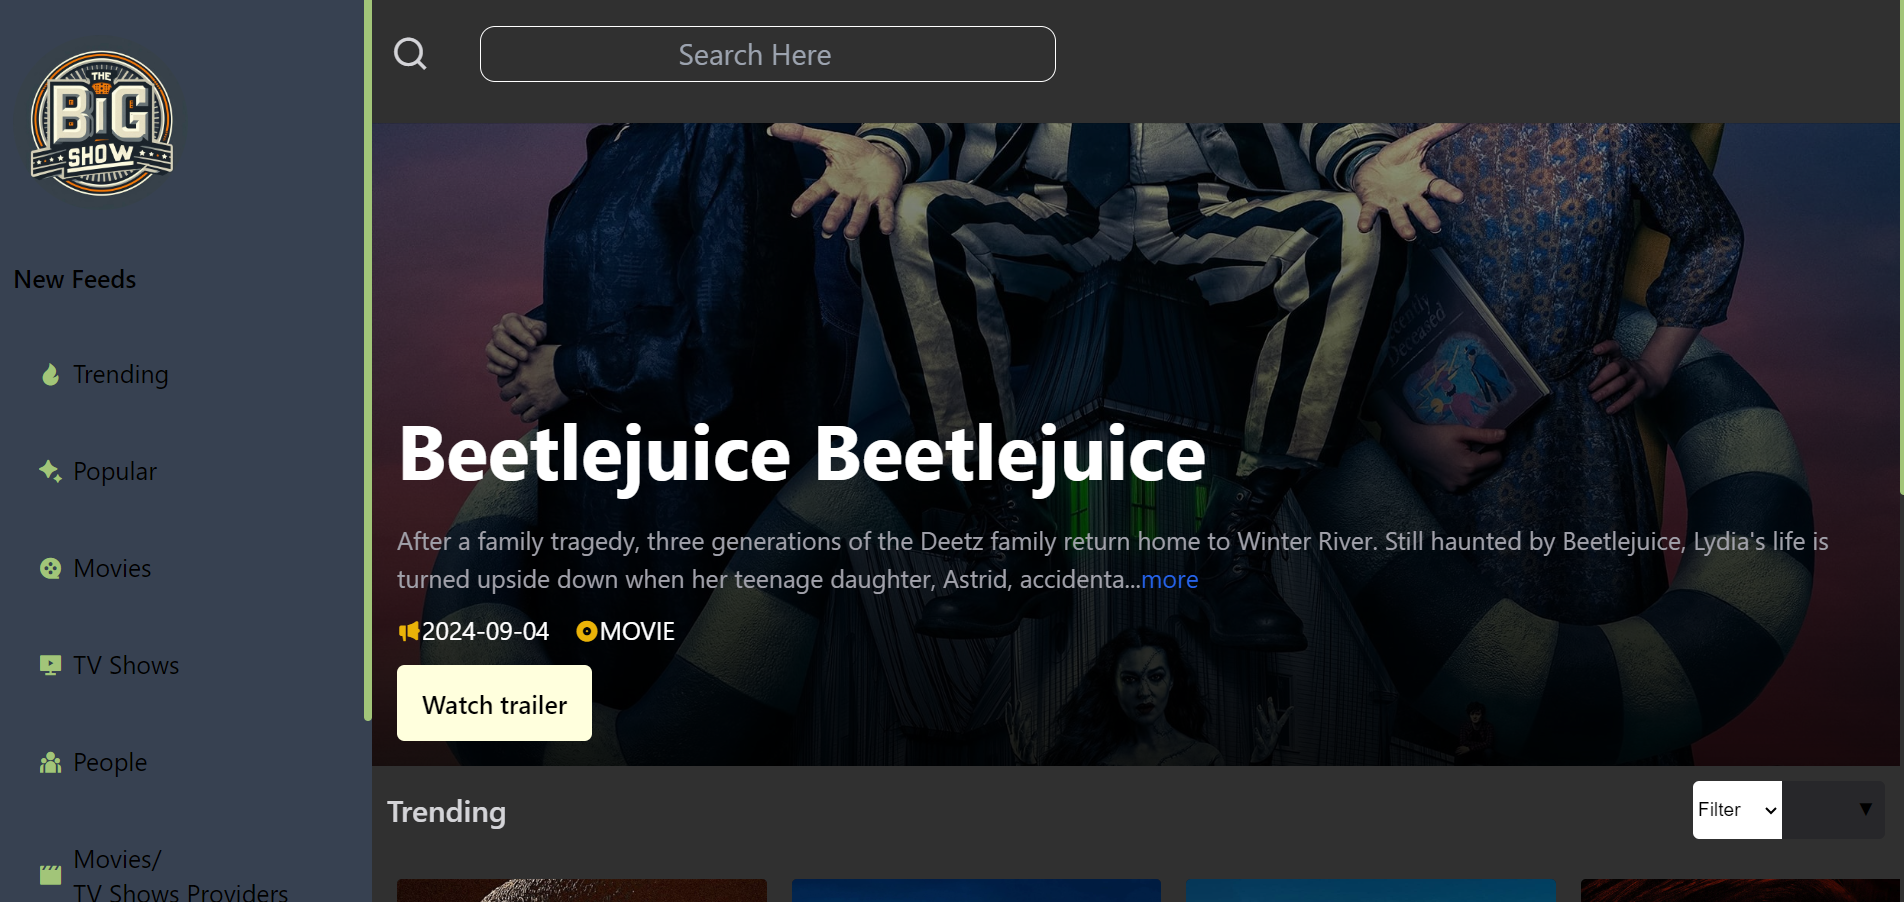 THE
BIG
SHOW
New Feeds
Trending
Popular
Movies
TV Shows
People
Movies/
TV Shows Providers
Search Here
Recently
Deceased
Beetlejuice Beetlejuice
After a family tragedy, three generations of the Deetz family return home to Winter River. Still haunted by Beetlejuice, Lydia's life is
turned upside down when her teenage daughter, Astrid, accidenta...more
2024-09-04 MOVIE
Watch trailer
Trending
Filter